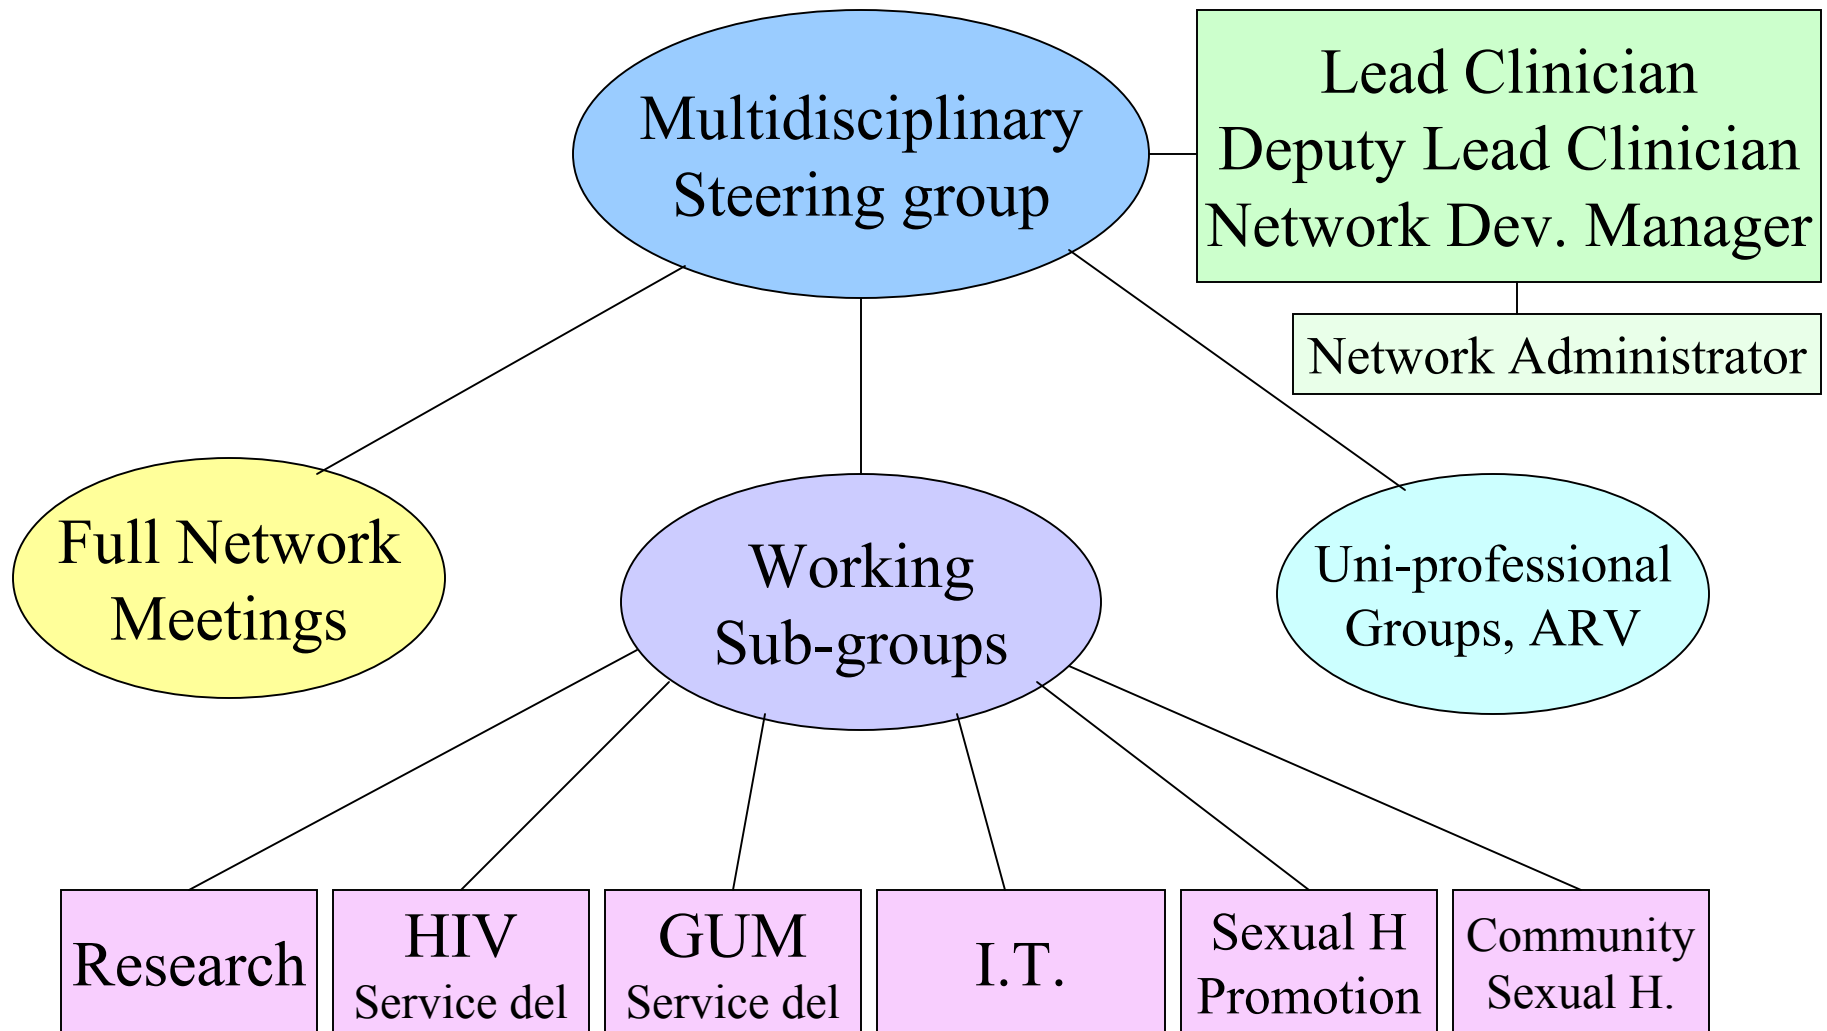 Multidisciplinary
Steering group
Lead Clinician
Deputy Lead Clinician
Network Dev. Manager
Network Administrator
Full Network
Meetings
Working
Sub-groups
Uni-professional
Groups, ARV
Research
HIV
Service del
GUM
Service del
I.T.
Sexual H
Promotion
Community
Sexual H.